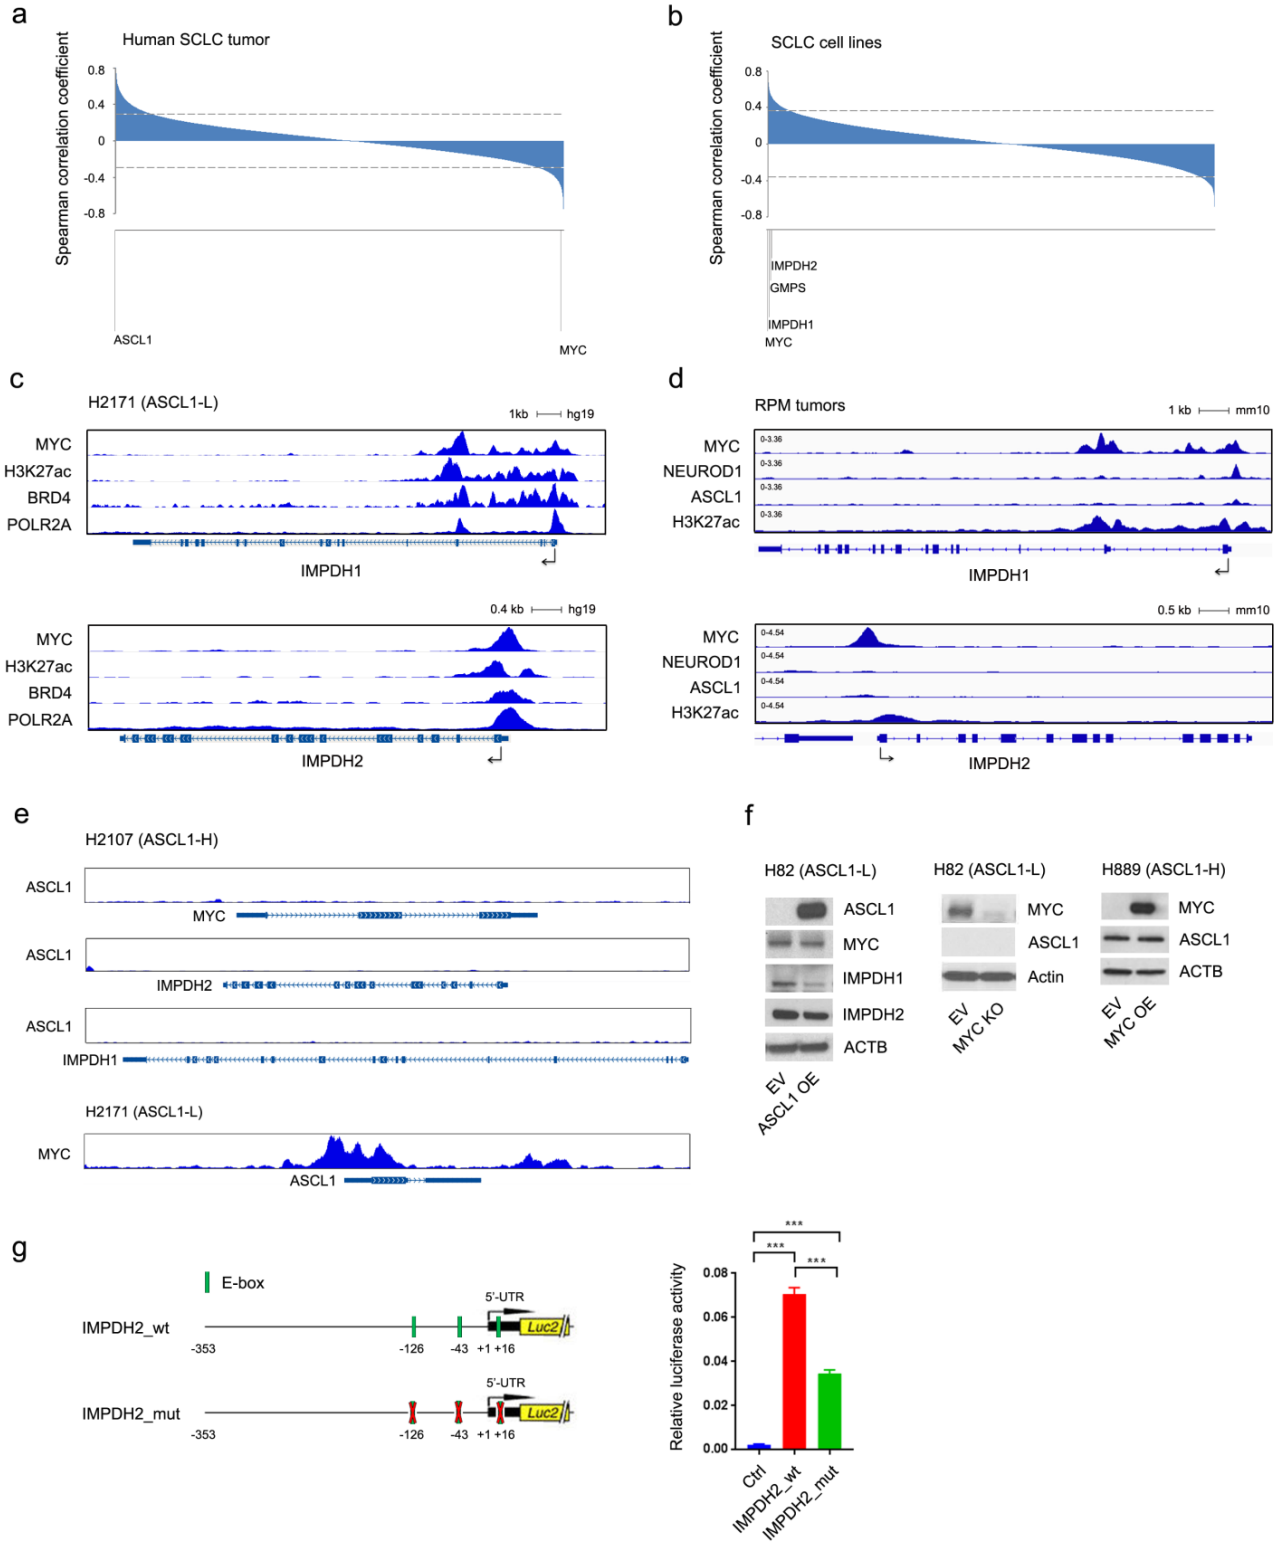 a
Human SCLC tumor
Spearman correlation coefficient
0.8
0.4
0
-0.4
-0.8
ASCL1
MYC
b
SCLC cell lines
Spearman correlation coefficient
0.8
0.4
0
-0.4
-0.8
IMPDH2
GMPS
IMPDH1
MYC
c
H2171 (ASCL1-L)
1kb hg19
MYC
H3K27ac
BRD4
POLR2A
IMPDH1
0.4 kb hg19
MYC
H3K27ac
BRD4
POLR2A
IMPDH2
d
RPM tumors
1 kb mm10
MYC 0-3.36
NEUROD1 0-3.36
ASCL1 0-3.36
H3K27ac 0-3.36
IMPDH1
0.5 kb mm10
MYC 0-4.54
NEUROD1 0-4.54
ASCL1 0-4.54
H3K27ac 0-4.54
IMPDH2
e
H2107 (ASCL1-H)
ASCL1
MYC
ASCL1
IMPDH2
ASCL1
IMPDH1
H2171 (ASCL1-L)
MYC
ASCL1
f
H82 (ASCL1-L)
ASCL1
MYC
IMPDH1
IMPDH2
ACTB
EV
ASCL1 OE
H82 (ASCL1-L)
MYC
ASCL1
Actin
EV
MYC KO
H889 (ASCL1-H)
MYC
ASCL1
ACTB
EV
MYC OE
g
E-box
5'-UTR
IMPDH2_wt
Luc2
-353 -126 -43 +1 +16
5'-UTR
IMPDH2_mut
Luc2
-353 -126 -43 +1 +16
Relative luciferase activity
***
***
***
0.08
0.06
0.04
0.02
0.00
Ctrl
IMPDH2_wt
IMPDH2_mut